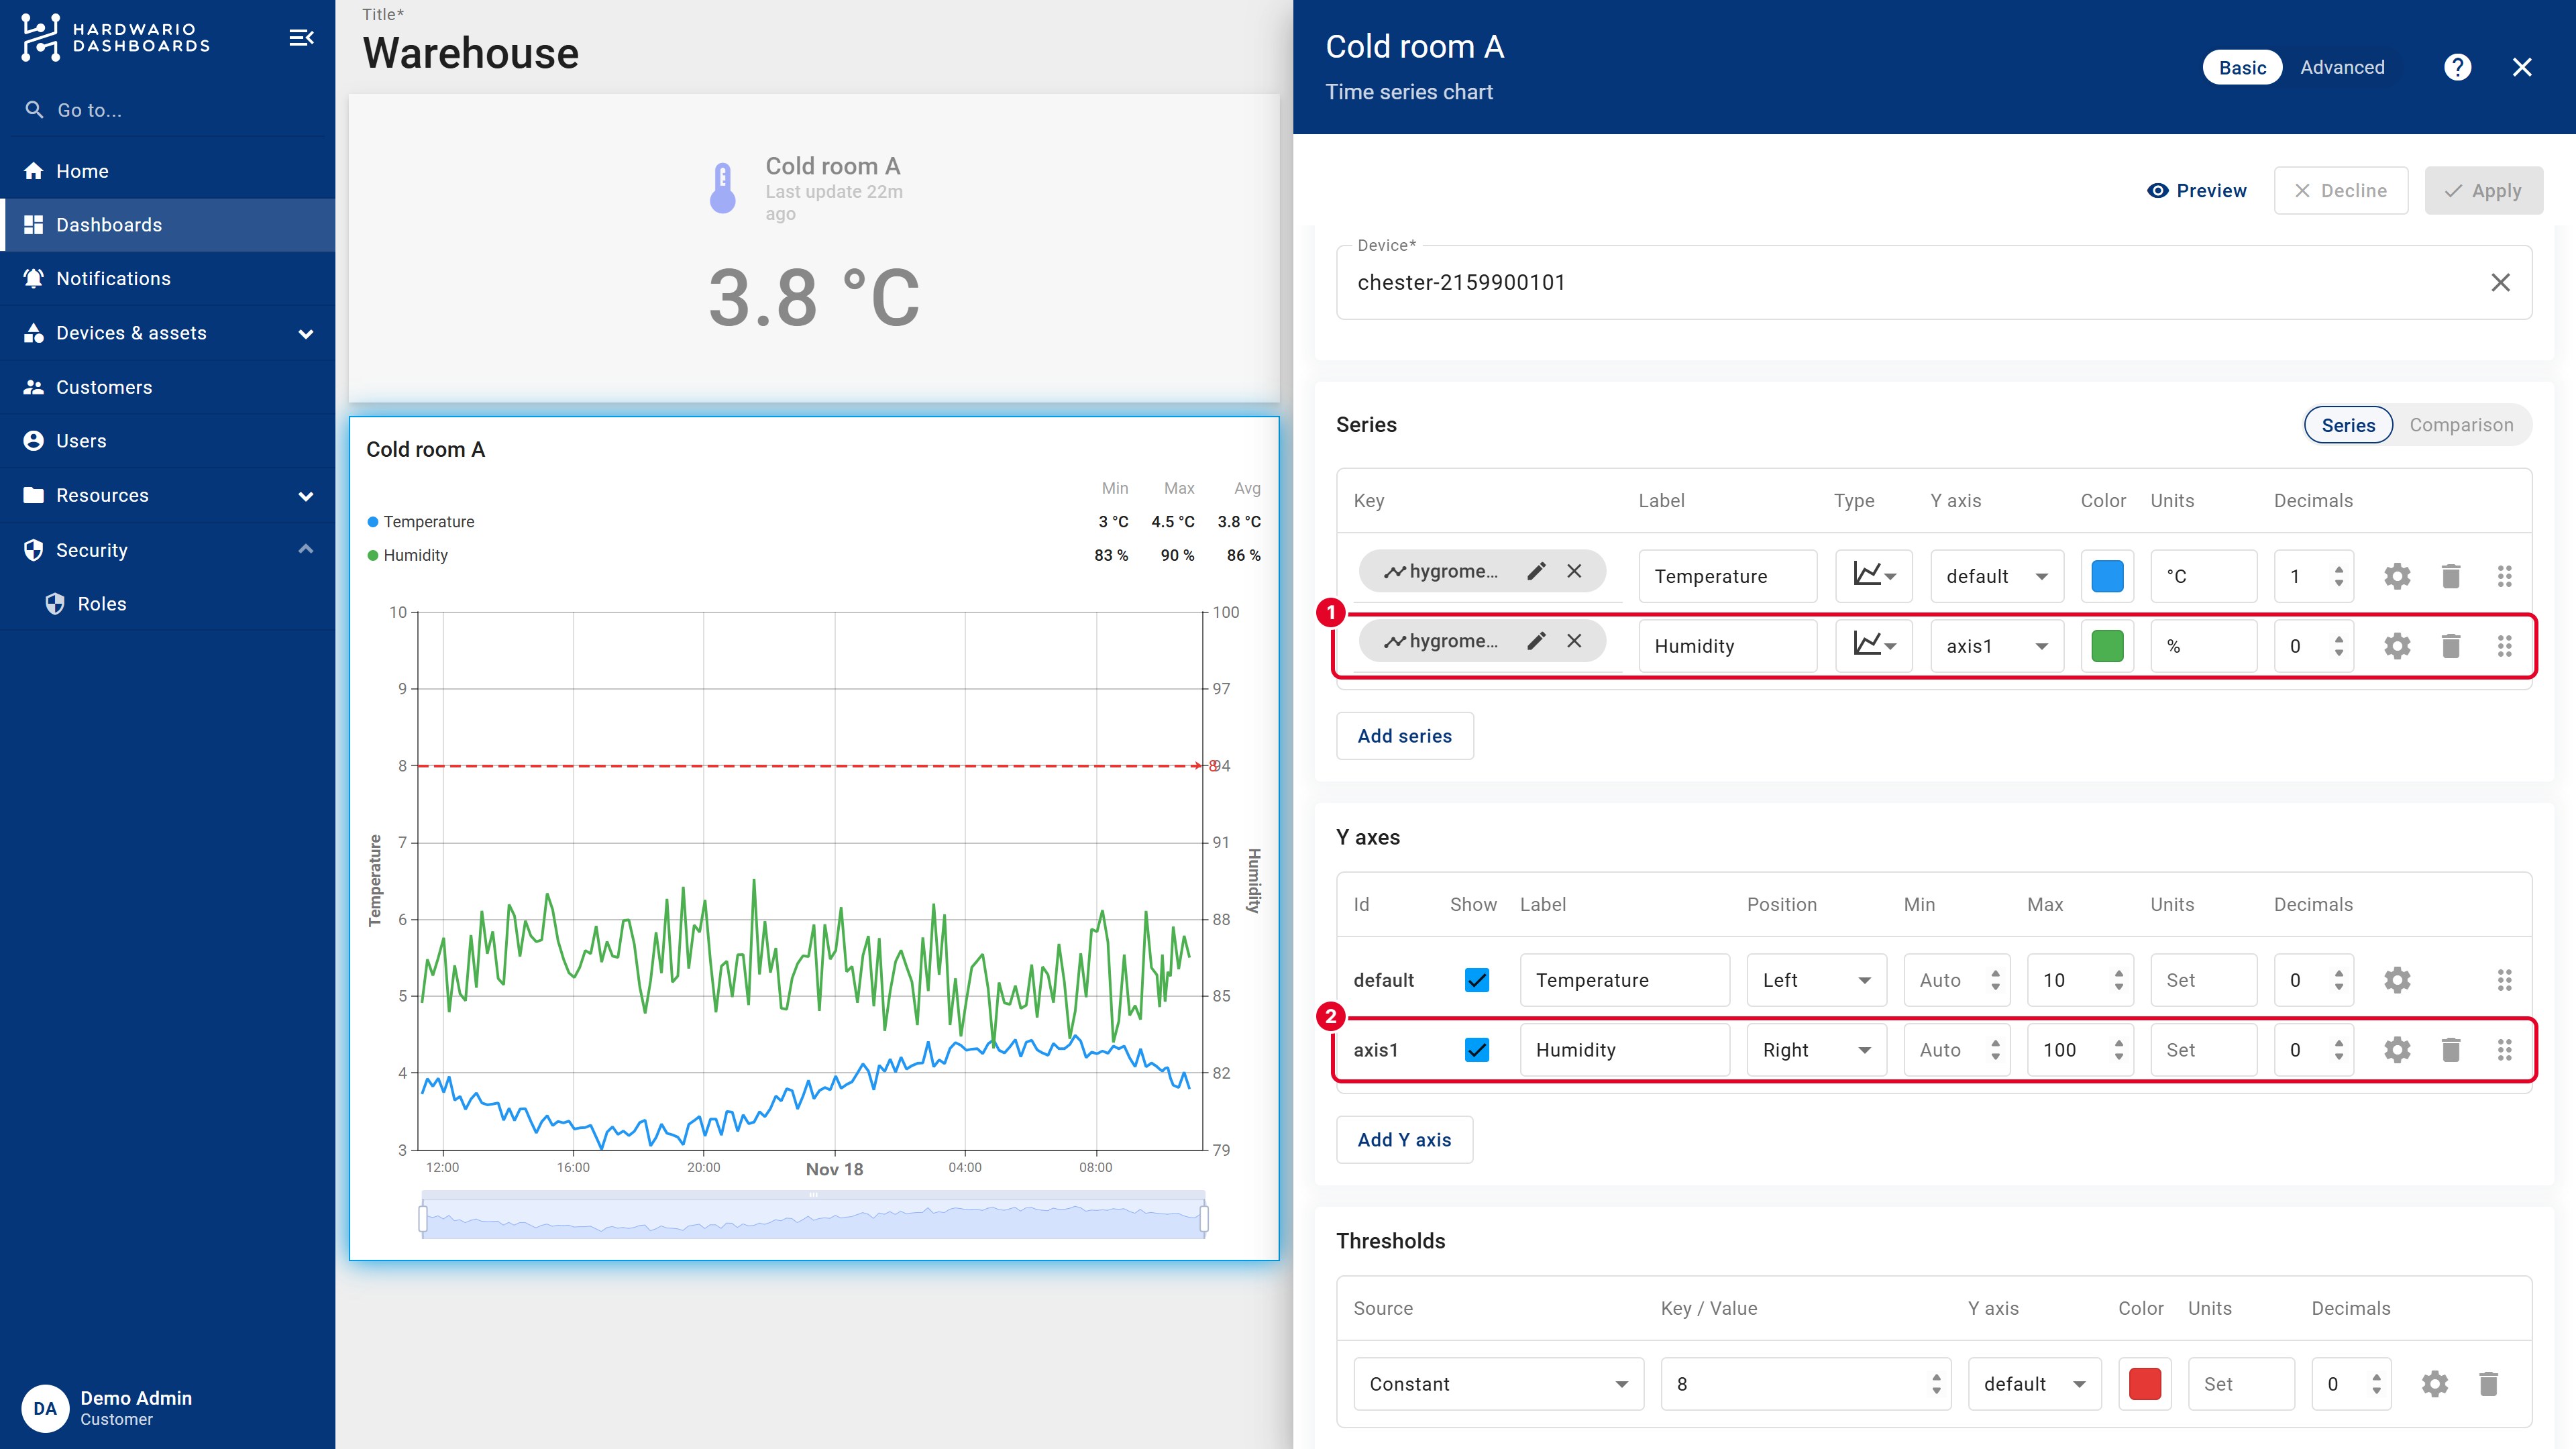 HARDWARIO
DASHBOARDS
Go to...
Home
Dashboards
Notifications
Devices & assets
Customers
Users
Resources
Security
Roles
DA
Demo Admin
Customer
Title*
Warehouse
Cold room A
Last update 22m
ago
3.8 °C
Cold room A
Min Max Avg
Temperature 3 °C 4.5 °C 3.8 °C
Humidity 83 % 90 % 86 %
10 100
9 97
8 8 94
7 91
6 88
5 85
4 82
3 79
Temperature
Humidity
12:00 16:00 20:00 Nov 18 04:00 08:00
Cold room A
Time series chart
Basic Advanced
?
Preview Decline Apply
Device*
chester-2159900101
Series
Series Comparison
Key Label Type Y axis Color Units Decimals
hygrome... Temperature default °C 1
1
hygrome... Humidity axis1 % 0
Add series
Y axes
Id Show Label Position Min Max Units Decimals
default Temperature Left Auto 10 Set 0
2
axis1 Humidity Right Auto 100 Set 0
Add Y axis
Thresholds
Source Key / Value Y axis Color Units Decimals
Constant 8 default Set 0